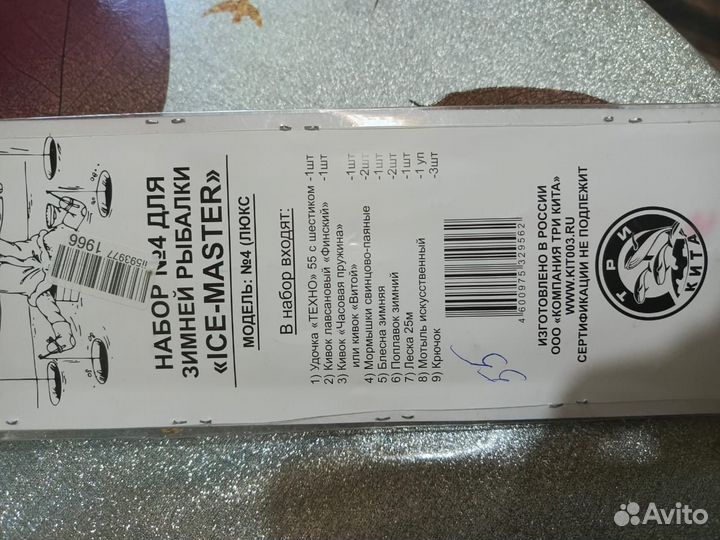 НАБОР №4 ДЛЯ
ЗИМНЕЙ РЫБАЛКИ
«ICE-MASTER»
МОДЕЛЬ: №4 (ЛЮКС
В набор входят:
1) Удочка «ТЕХНО» 55 с шестиком -1шт
2) Кивок лавсановый «Финский» -1шт
3) Кивок «Часовая пружина»
или кивок «Витой» -1шт
4) Мормышки свинцово-паяные -2шт
5) Блесна зимняя -1шт
6) Поплавок зимний -2шт
7) Леска 25м -1шт
8) Мотыль искусственный -1 уп
9) Крючок -3шт
4 600975 329562
ИЗГОТОВЛЕНО В РОССИИ
ООО «КОМПАНИЯ ТРИ КИТА»
WWW.KIT003.RU
СЕРТИФИКАЦИИ НЕ ПОДЛЕЖИТ
ТРИ
КИТА
1966
Avito